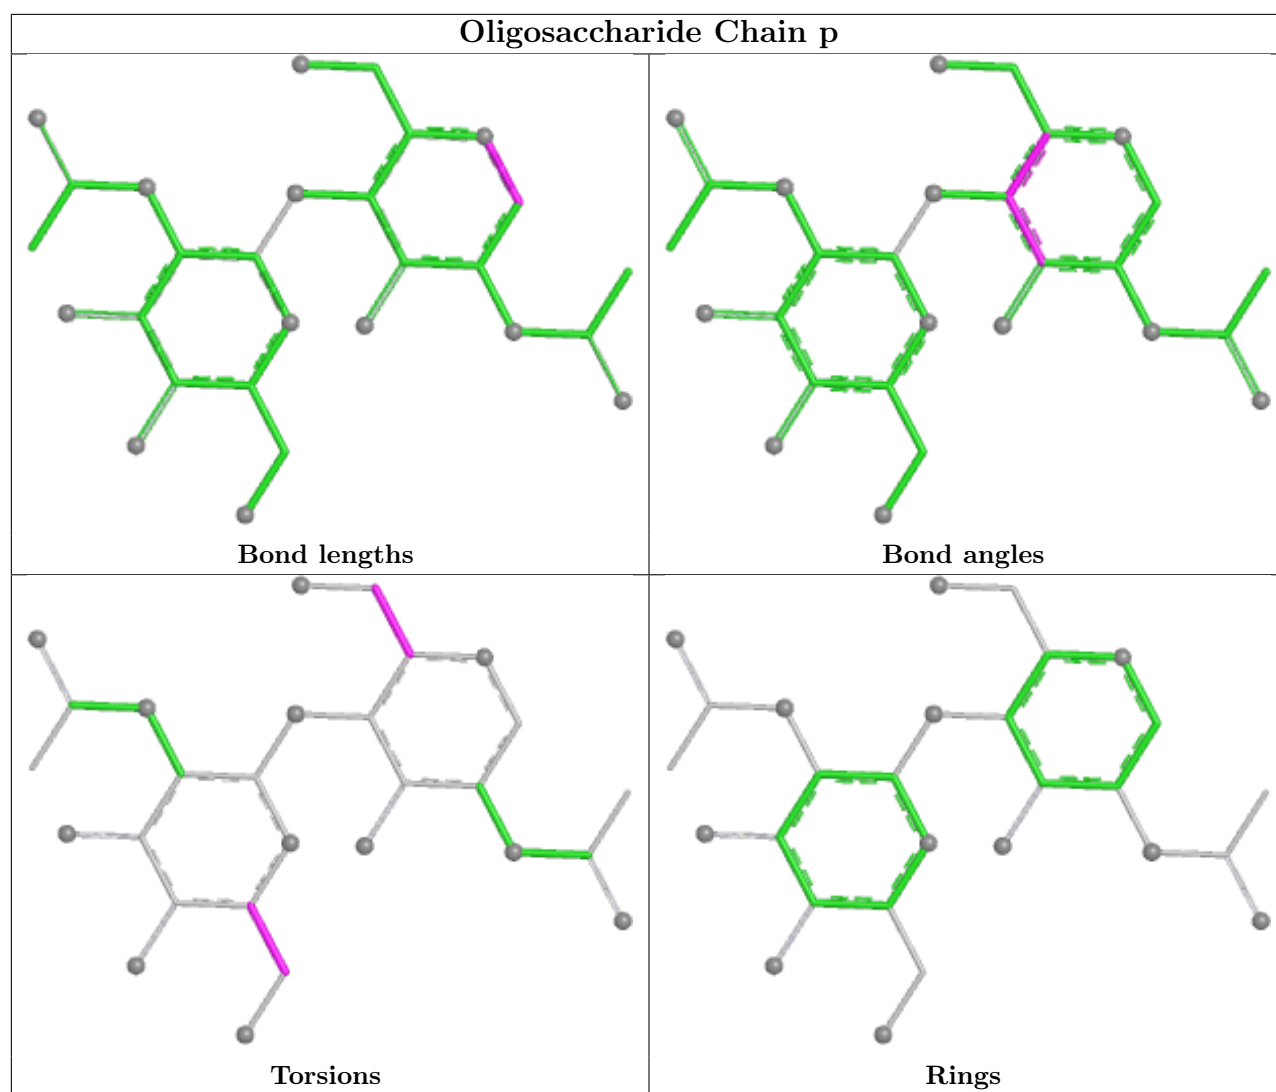 Oligosaccharide Chain p
Bond lengths
Bond angles
Torsions
Rings